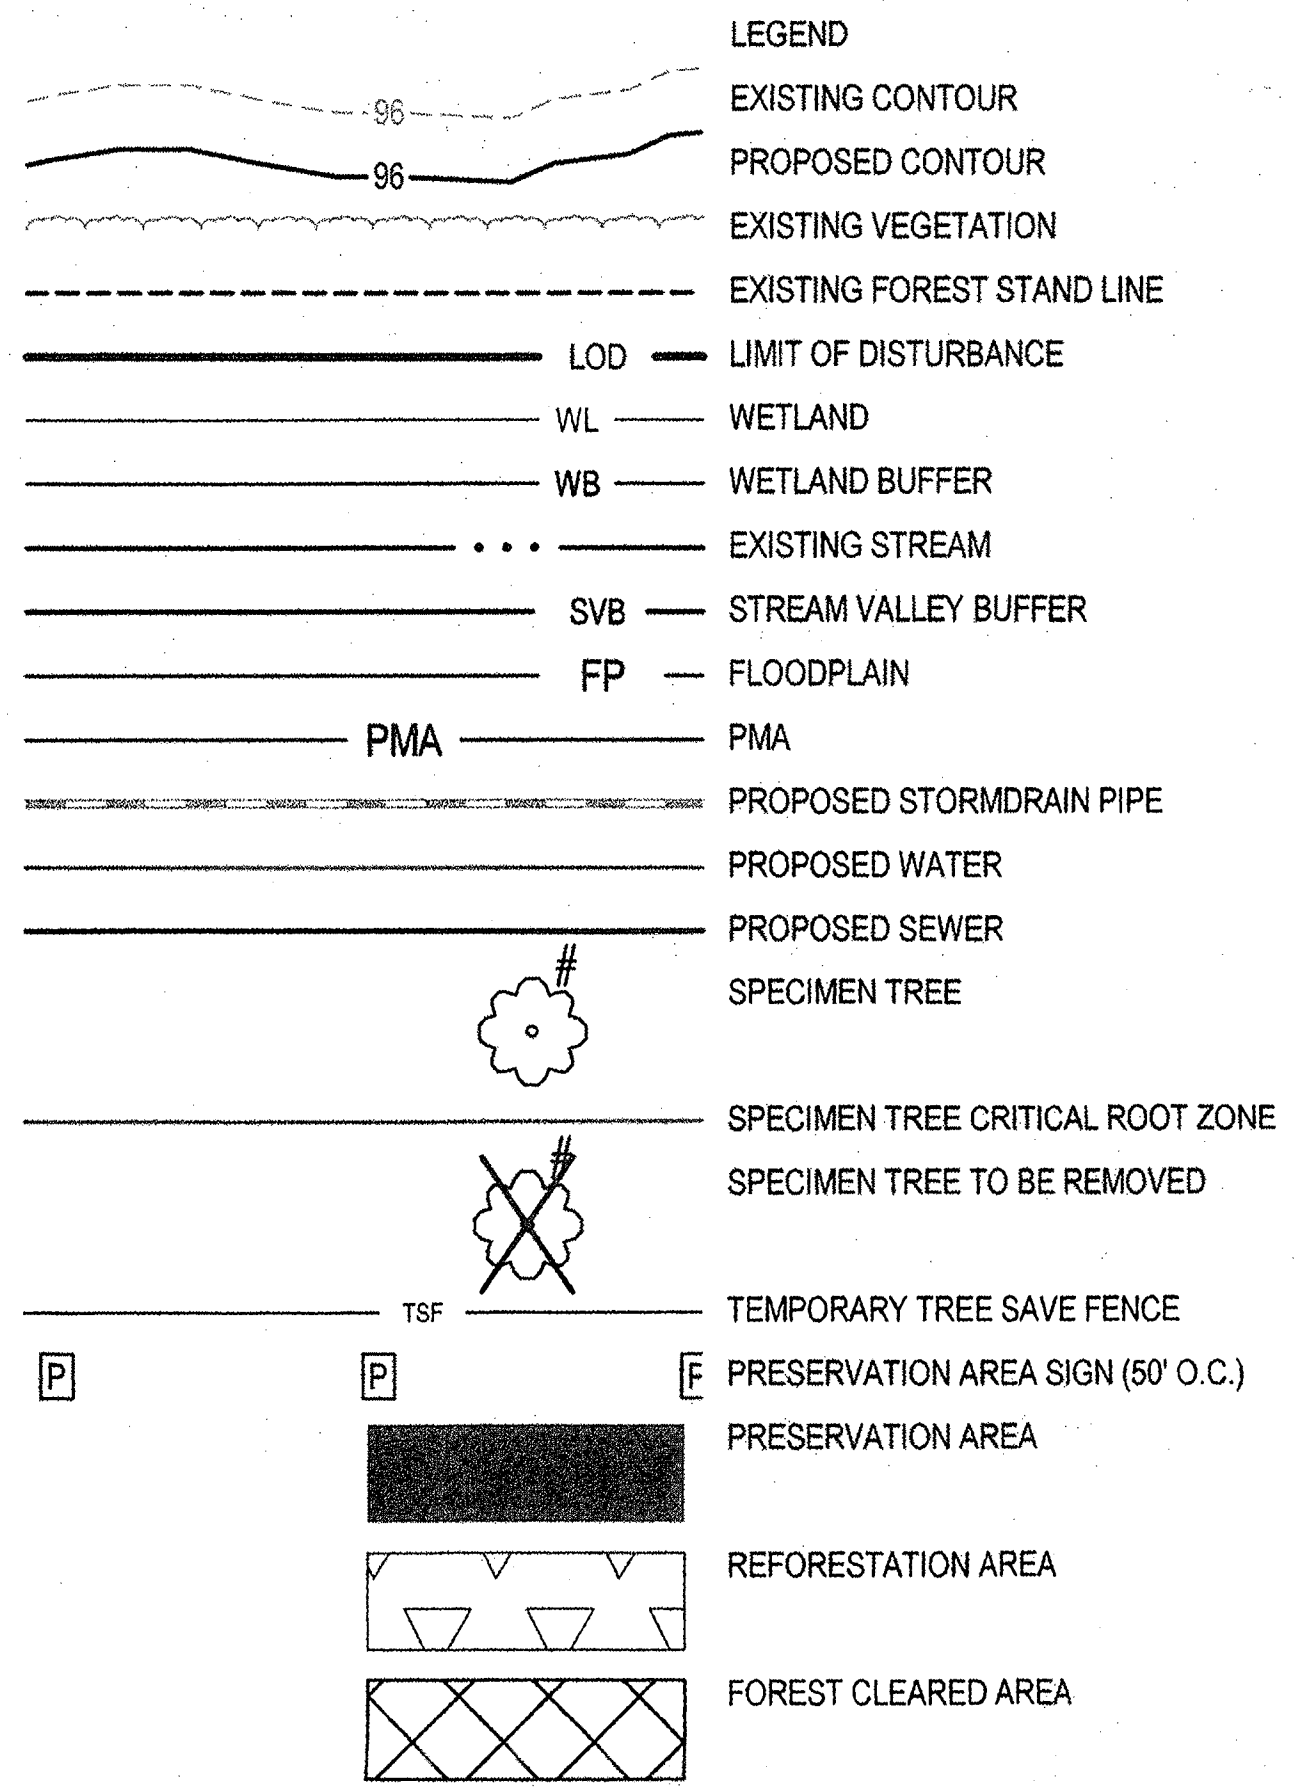 LEGEND
96 EXISTING CONTOUR
96 PROPOSED CONTOUR
EXISTING VEGETATION
EXISTING FOREST STAND LINE
LOD LIMIT OF DISTURBANCE
WL WETLAND
WB WETLAND BUFFER
EXISTING STREAM
SVB STREAM VALLEY BUFFER
FP FLOODPLAIN
PMA PMA
PROPOSED STORMDRAIN PIPE
PROPOSED WATER
PROPOSED SEWER
#
SPECIMEN TREE
SPECIMEN TREE CRITICAL ROOT ZONE
#
SPECIMEN TREE TO BE REMOVED
TSF TEMPORARY TREE SAVE FENCE
P P P PRESERVATION AREA SIGN (50' O.C.)
PRESERVATION AREA
REFORESTATION AREA
FOREST CLEARED AREA